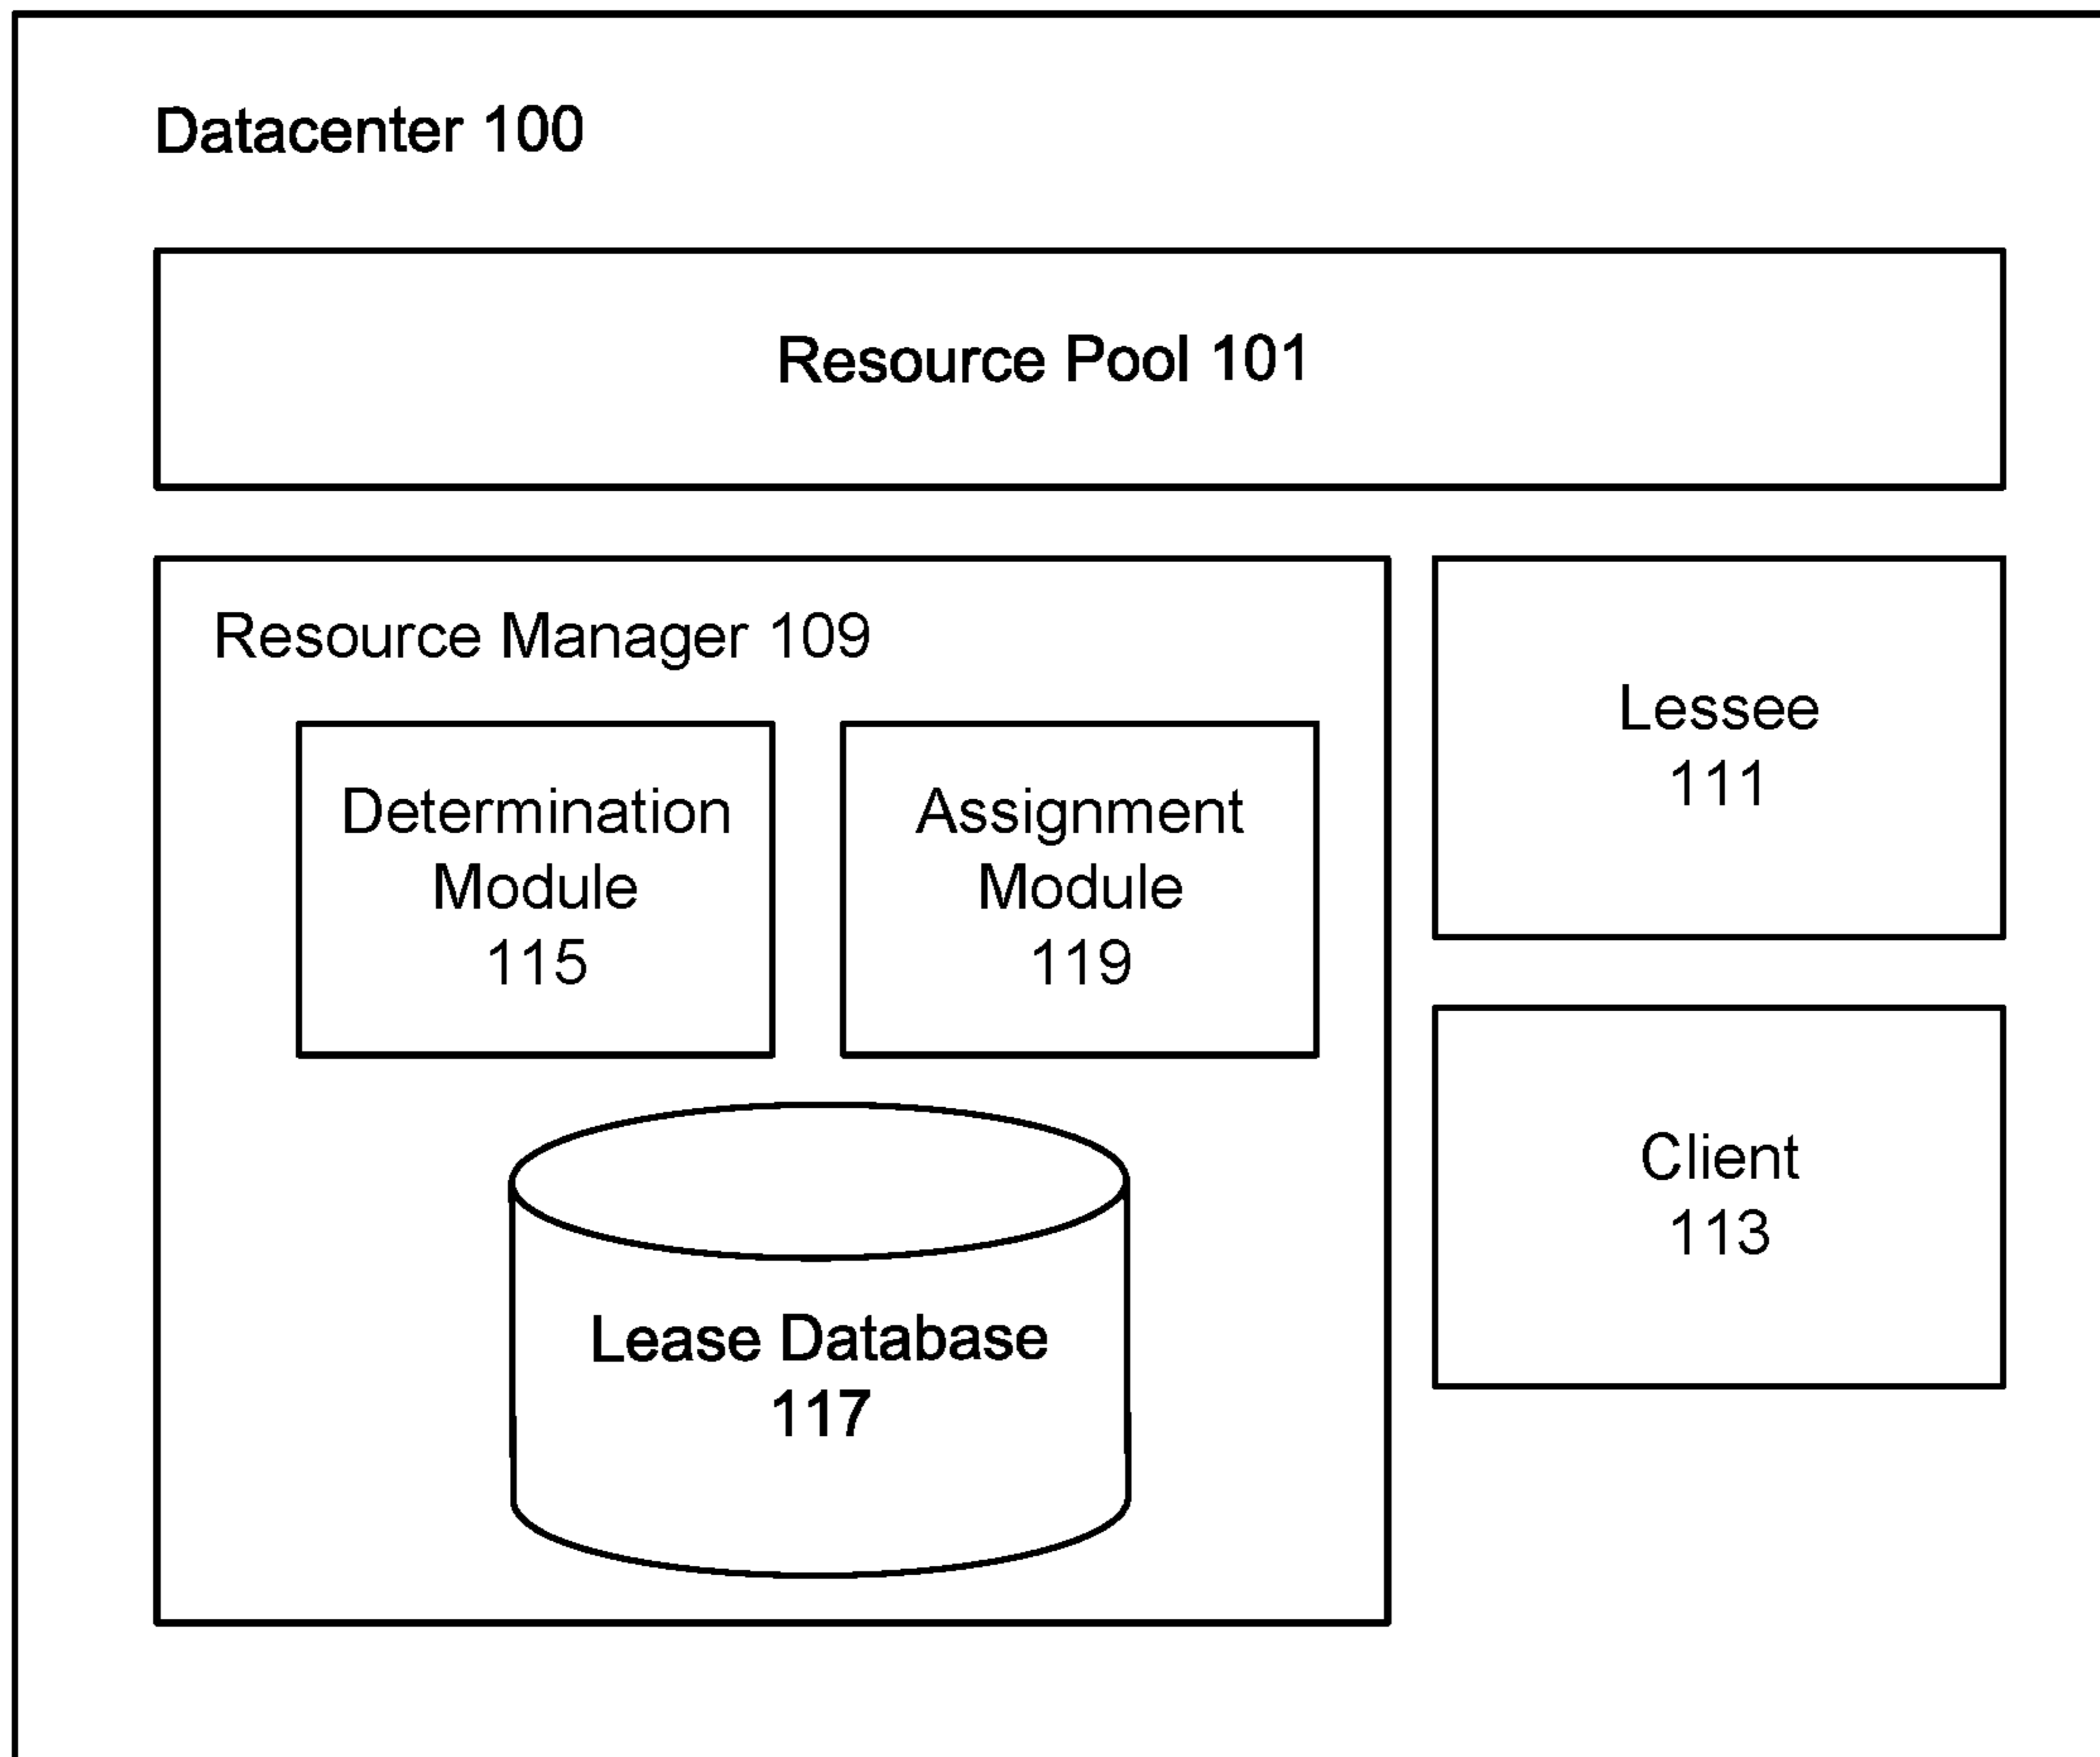 Datacenter 100
Resource Pool 101
Resource Manager 109
Determination
Module
115
Assignment
Module
119
Lease Database
117
Lessee
111
Client
113